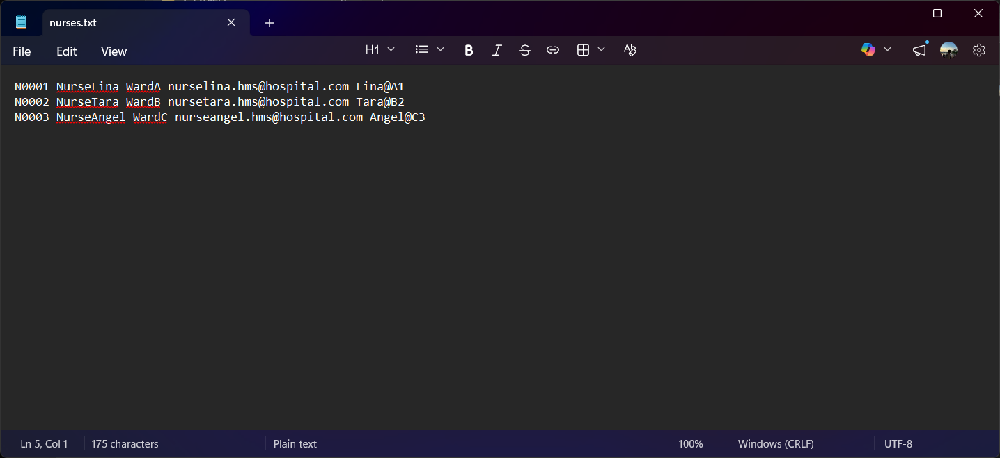 nurses.txt
File Edit View H1
N0001 NurseLina WardA nurselina.hms@hospital.com Lina@A1
N0002 NurseTara WardB nursetara.hms@hospital.com Tara@B2
N0003 NurseAngel WardC nurseangel.hms@hospital.com Angel@C3
Ln 5, Col 1 175 characters Plain text 100% Windows (CRLF) UTF-8